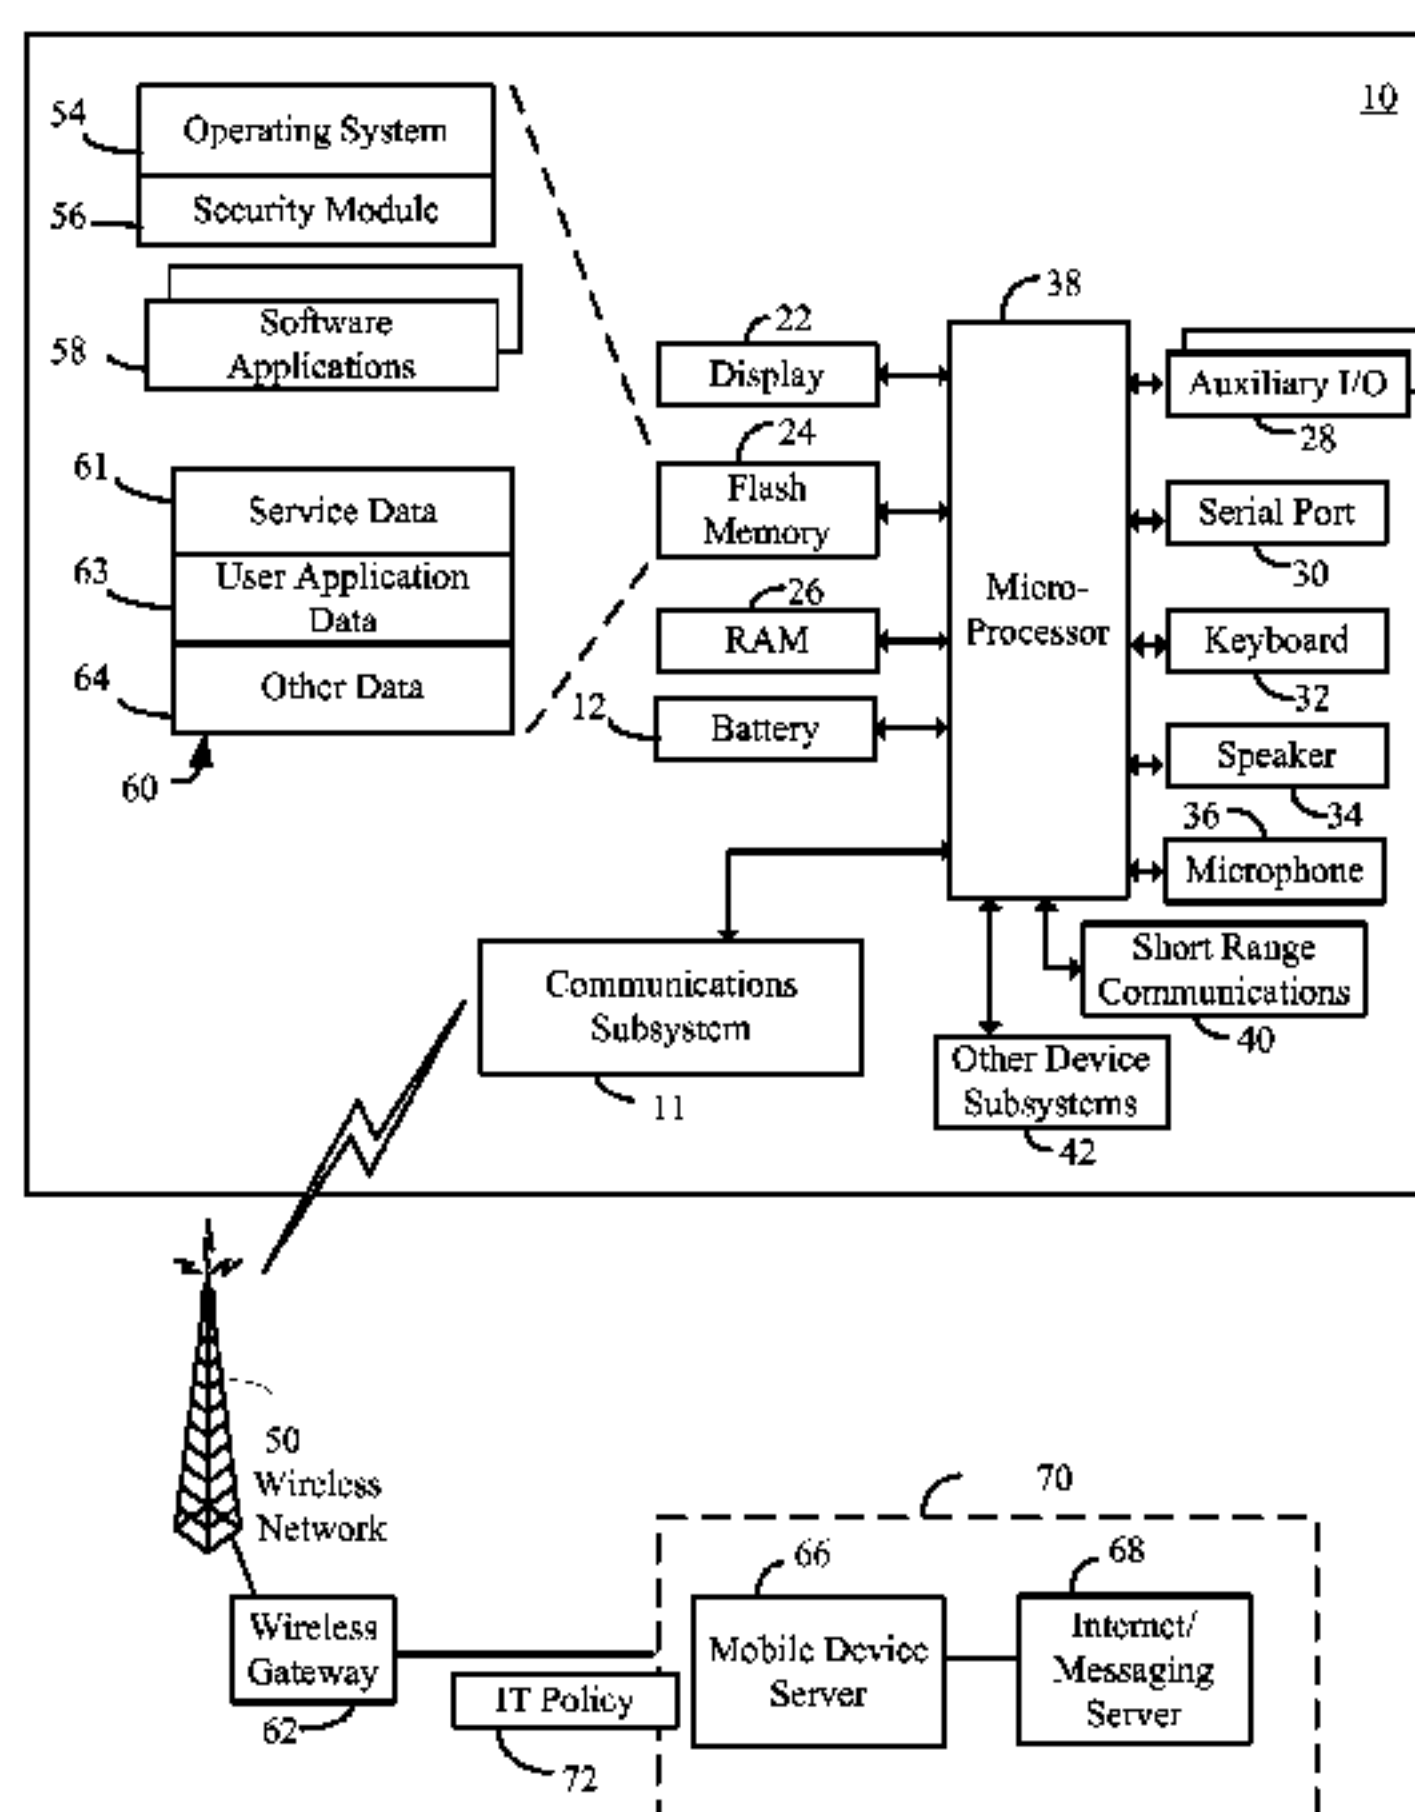 10
54
Operating System
56
Security Module
58
Software
Applications
61
Service Data
63
User Application
Data
64
Other Data
60
22
Display
24
Flash
Memory
26
RAM
12
Battery
38
Micro-
Processor
Auxiliary I/O
28
Serial Port
30
Keyboard
32
Speaker
34
36
Microphone
Short Range
Communications
40
Other Device
Subsystems
42
Communications
Subsystem
11
50
Wireless
Network
Wireless
Gateway
62
IT Policy
72
70
66
Mobile Device
Server
68
Internet/
Messaging
Server